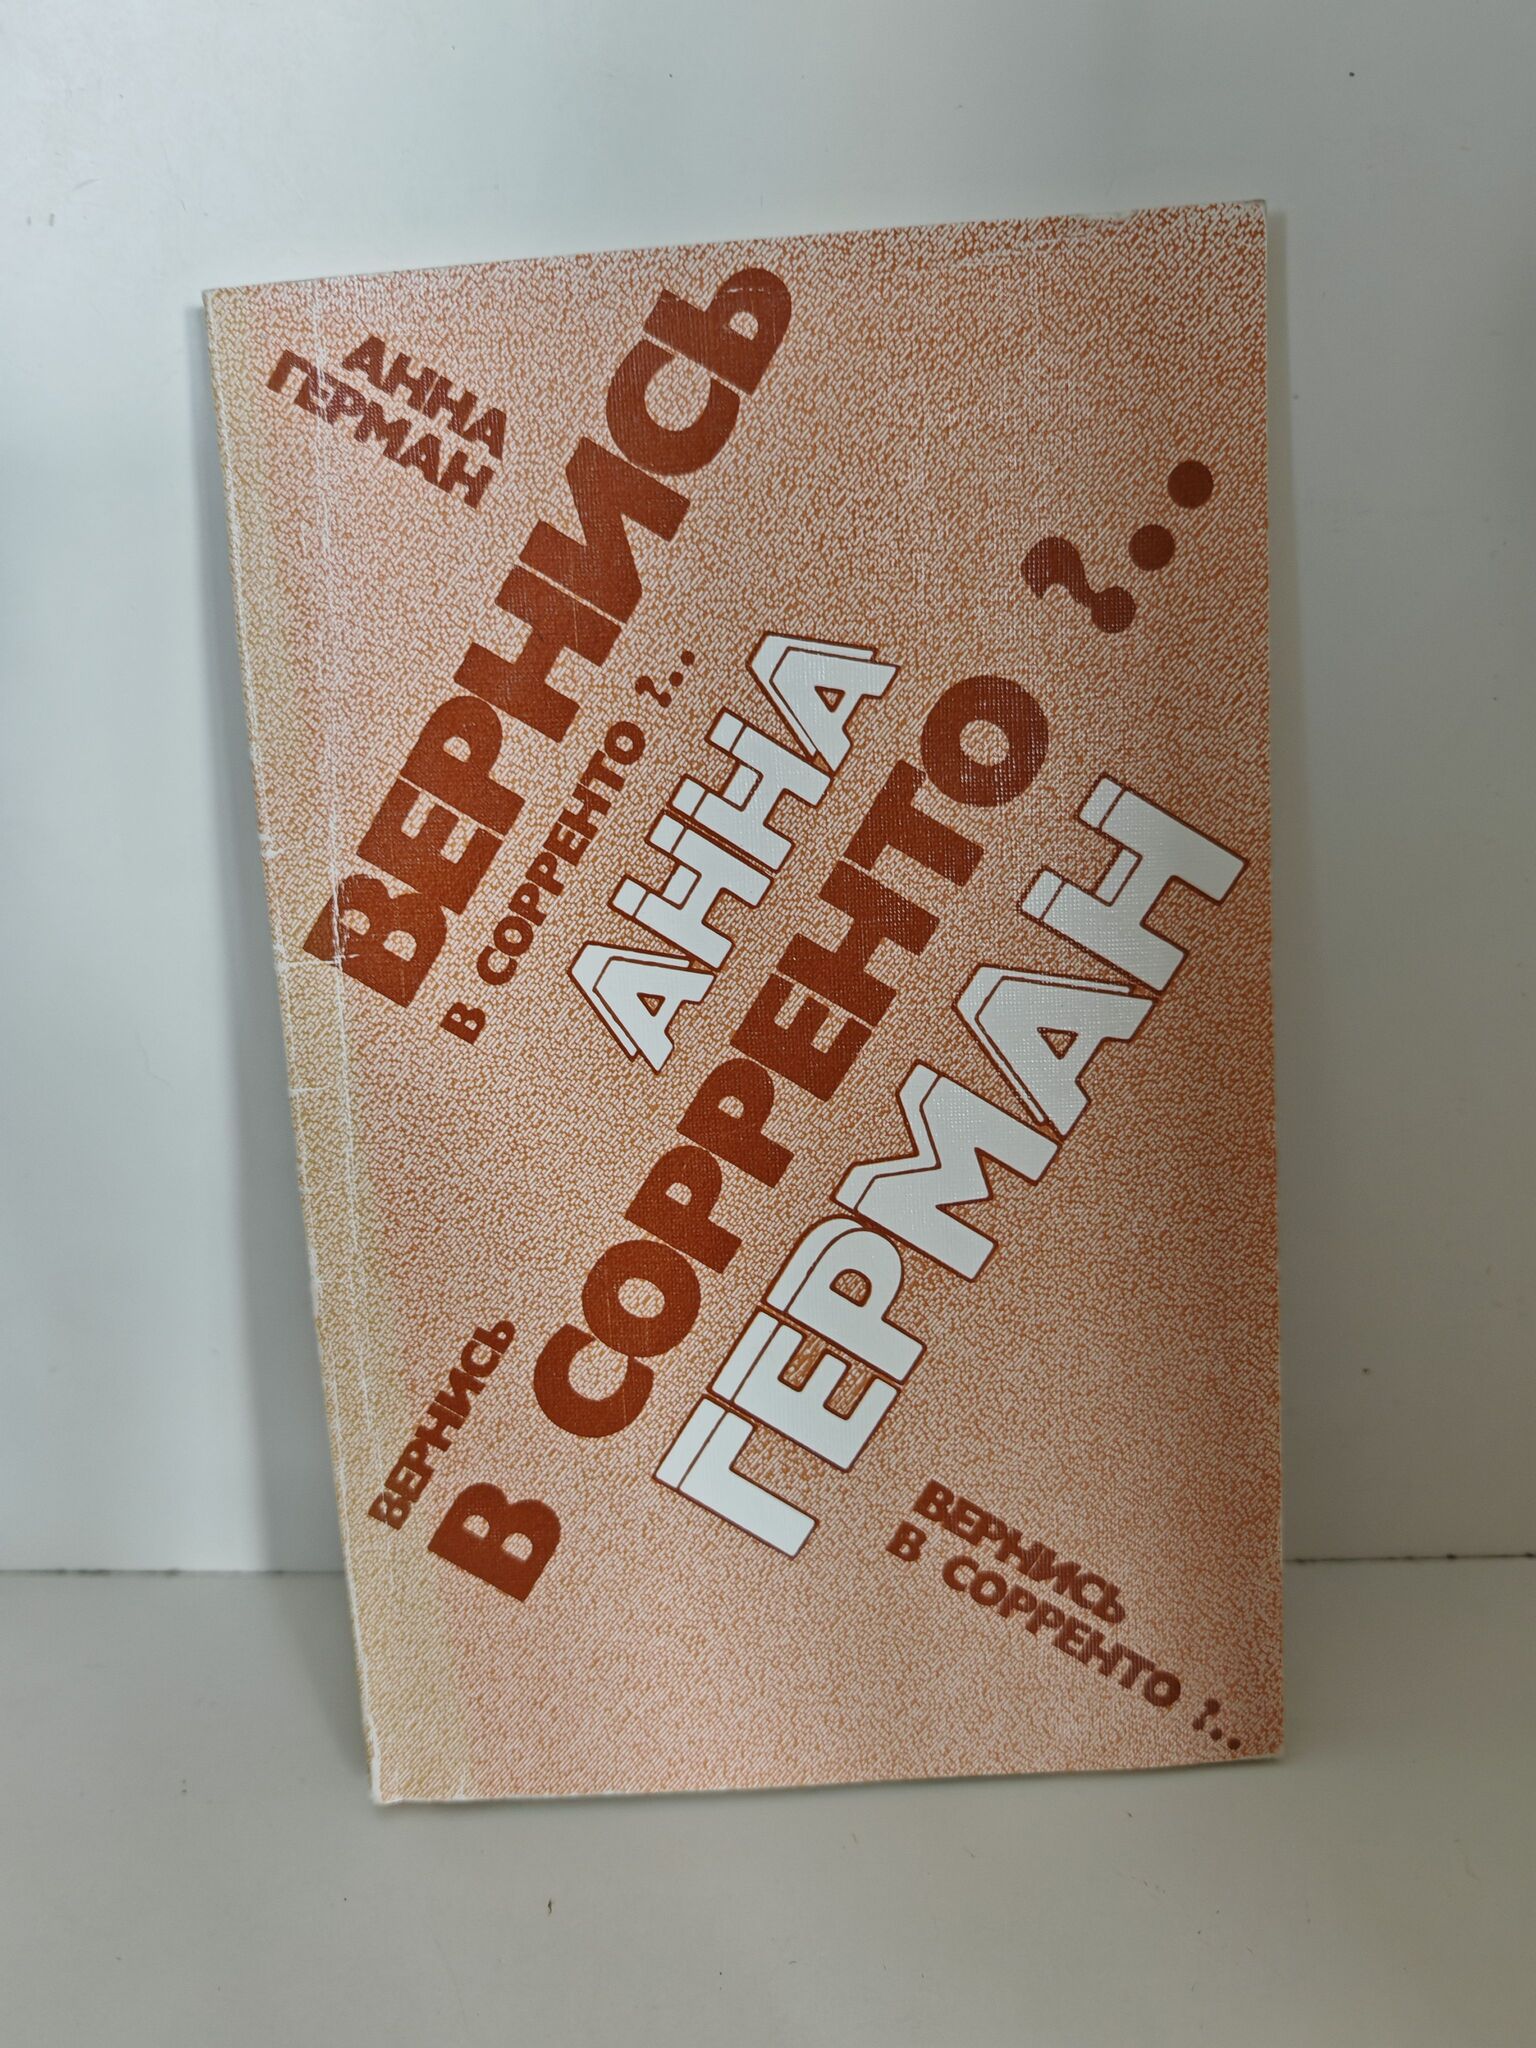 АННА
ГЕРМАН
ВЕРНИСЬ
В СОРРЕНТО ?..
АННА
В СОРРЕНТО ?..
ГЕРМАН
ВЕРНИСЬ
ВЕРНИСЬ
В СОРРЕНТО ?..